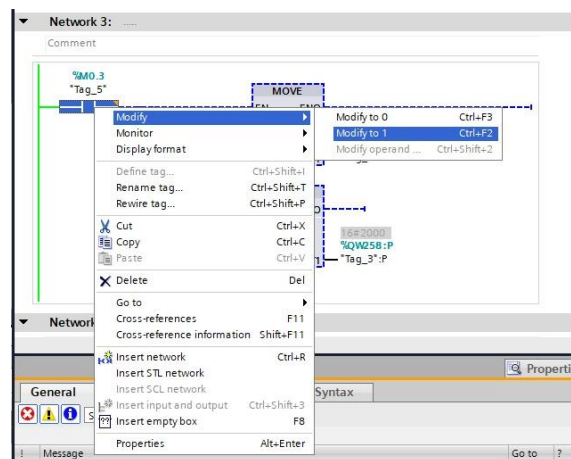 Network 3: .....
Comment
%M0.3
"Tag_5"
MOVE
EN ENO
Modify
Modify to 0 Ctrl+F3
Monitor
Modify to 1 Ctrl+F2
Display format
Modify operand ... Ctrl+Shift+2
Define tag... Ctrl+Shift+I
Rename tag... Ctrl+Shift+T
Rewire tag... Ctrl+Shift+P
Cut Ctrl+X
16#2000
Copy Ctrl+C
%QW258:P
Paste Ctrl+V
"Tag_3":P
Delete Del
Go to
Cross-references F11
Cross-reference information Shift+F11
Network
Insert network Ctrl+R
Insert STL network
Properti
Insert SCL network
General
Syntax
Insert input and output Ctrl+Shift+3
Insert empty box F8
Properties Alt+Enter
! Message
Go to ?